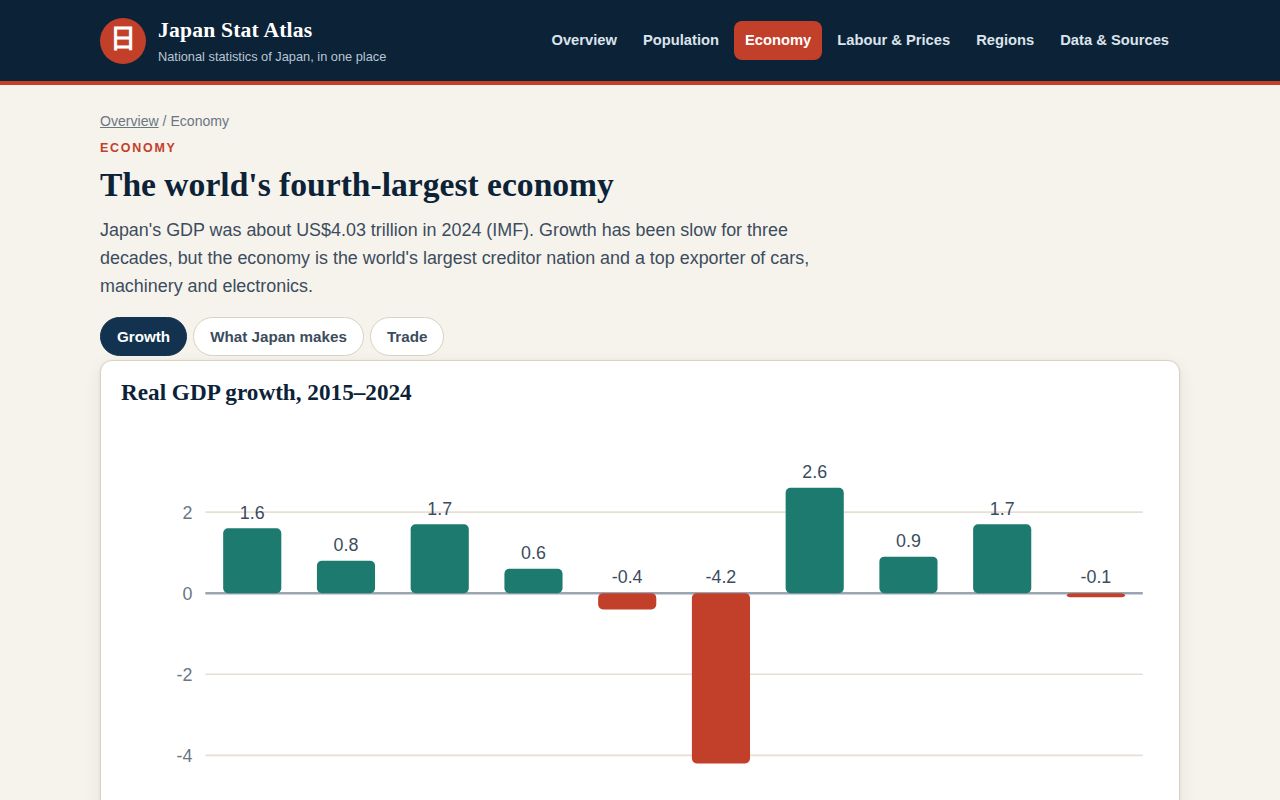 日
Japan Stat Atlas
National statistics of Japan, in one place
Overview
Population
Economy
Labour & Prices
Regions
Data & Sources
Overview / Economy
ECONOMY
The world's fourth-largest economy
Japan's GDP was about US$4.03 trillion in 2024 (IMF). Growth has been slow for three
decades, but the economy is the world's largest creditor nation and a top exporter of cars,
machinery and electronics.
Growth
What Japan makes
Trade
Real GDP growth, 2015–2024
2.6
2
1.6
1.7
1.7
0.8
0.6
0.9
-0.4
-4.2
-0.1
0
-2
-4